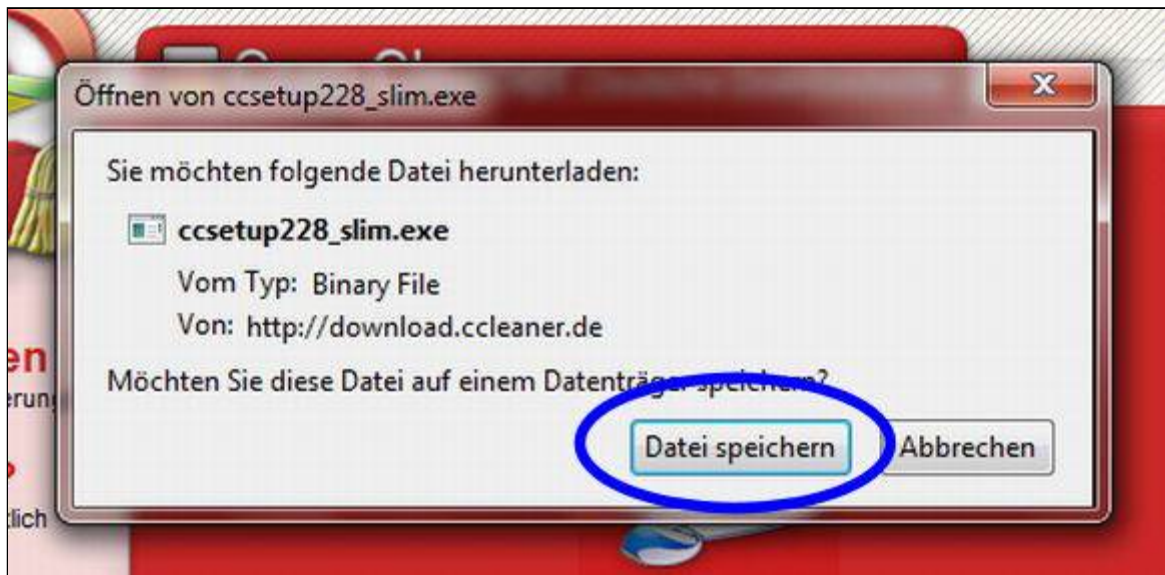 Öffnen von ccsetup228_slim.exe
Sie möchten folgende Datei herunterladen:
ccsetup228_slim.exe
Vom Typ: Binary File
Von: http://download.ccleaner.de
Möchten Sie diese Datei auf einem Datenträger speichern?
Datei speichern
Abbrechen